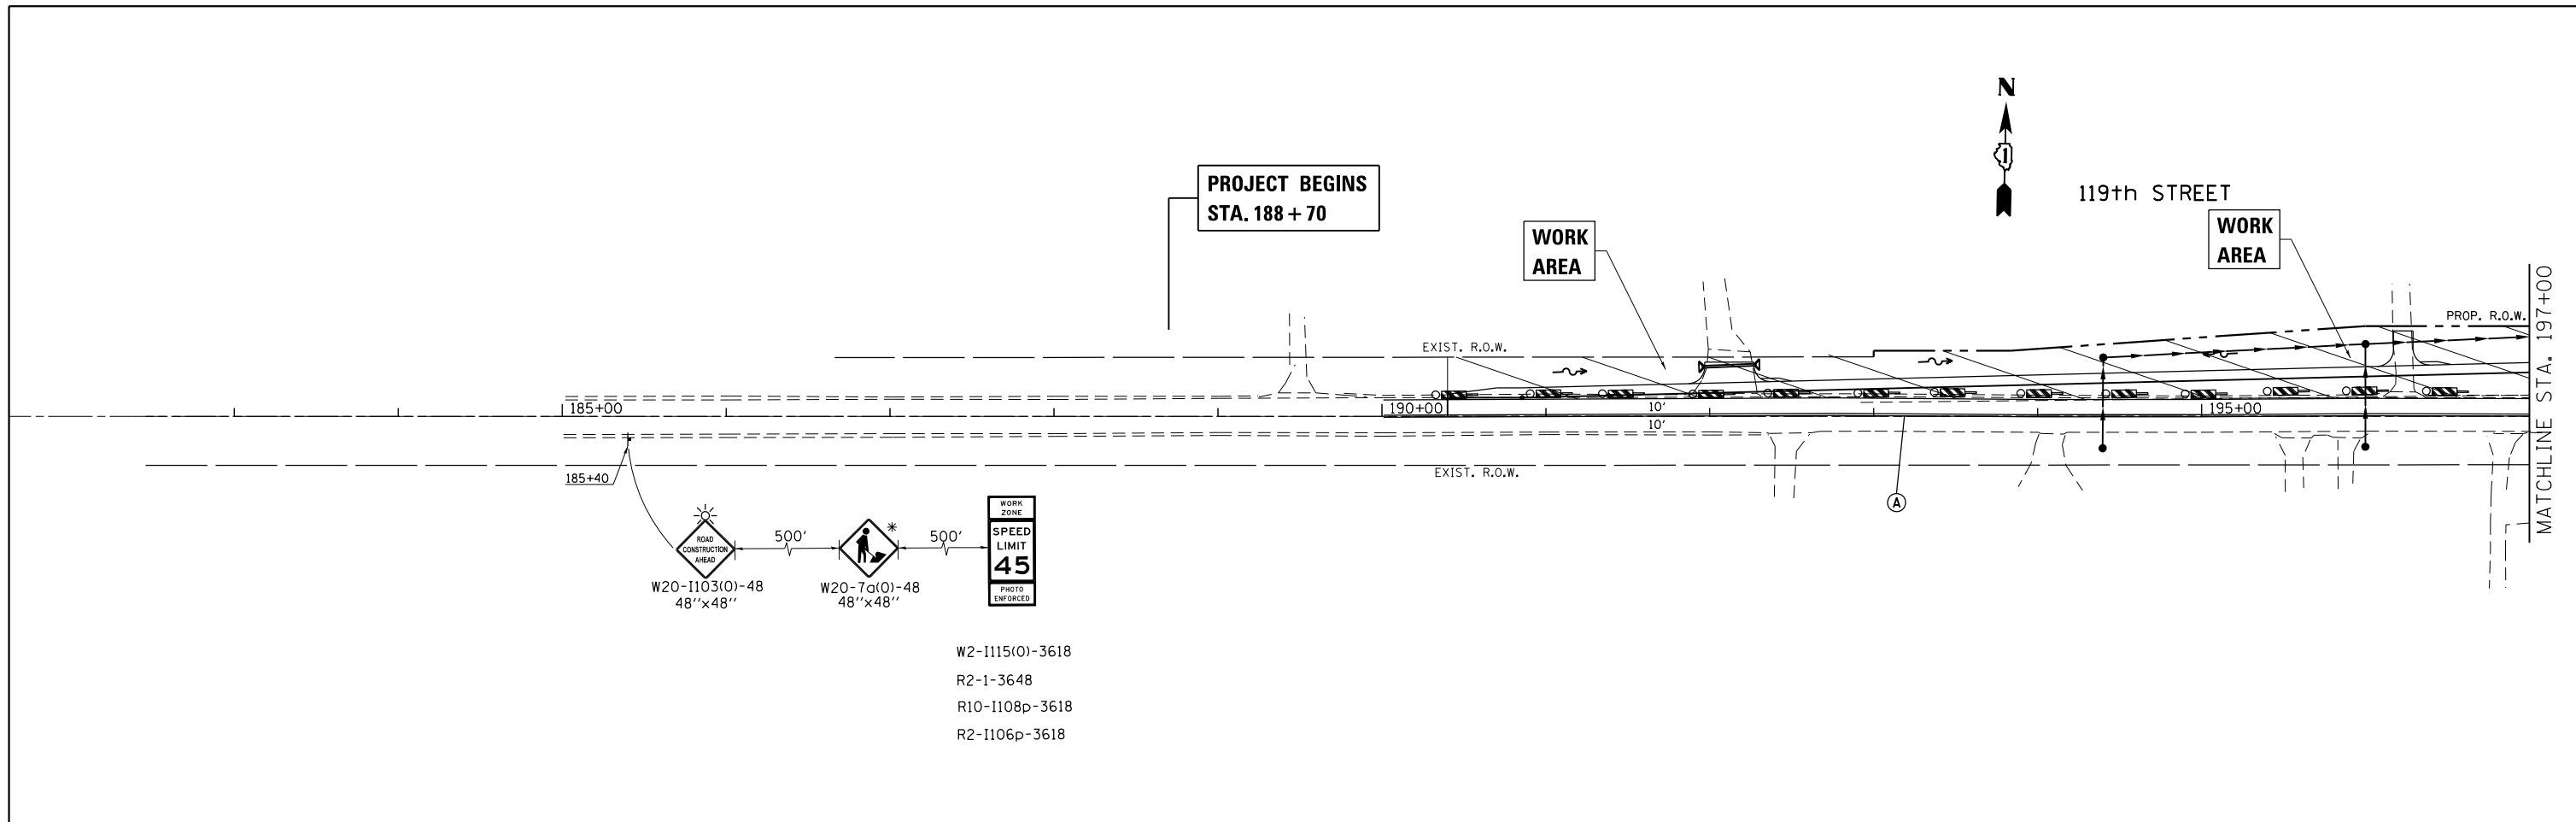 N
119th STREET
PROJECT BEGINS
STA. 188+70
WORK
AREA
WORK
AREA
MATCHLINE STA. 197+00
PROP. R.O.W.
EXIST. R.O.W.
185+00
190+00
10'
195+00
10'
EXIST. R.O.W.
185+40
A
WORK
ZONE
SPEED
LIMIT
45
PHOTO
ENFORCED
ROAD
CONSTRUCTION
AHEAD
500'
*
500'
W20-I103(O)-48
48''x48''
W20-7a(O)-48
48''x48''
W2-I115(O)-3618
R2-1-3648
R10-I108p-3618
R2-I106p-3618
1